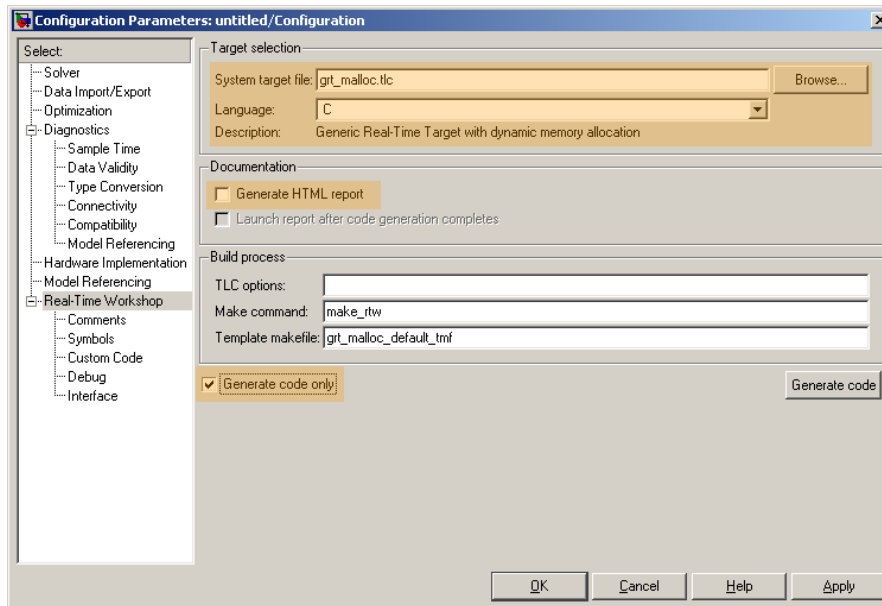 Configuration Parameters: untitled/Configuration
Select:
Solver
Data Import/Export
Optimization
Diagnostics
Sample Time
Data Validity
Type Conversion
Connectivity
Compatibility
Model Referencing
Hardware Implementation
Model Referencing
Real-Time Workshop
Comments
Symbols
Custom Code
Debug
Interface
Target selection
System target file: grt_malloc.tlc Browse...
Language: C
Description: Generic Real-Time Target with dynamic memory allocation
Documentation
Generate HTML report
Launch report after code generation completes
Build process
TLC options:
Make command: make_rtw
Template makefile: grt_malloc_default_tmf
Generate code only Generate code
OK Cancel Help Apply